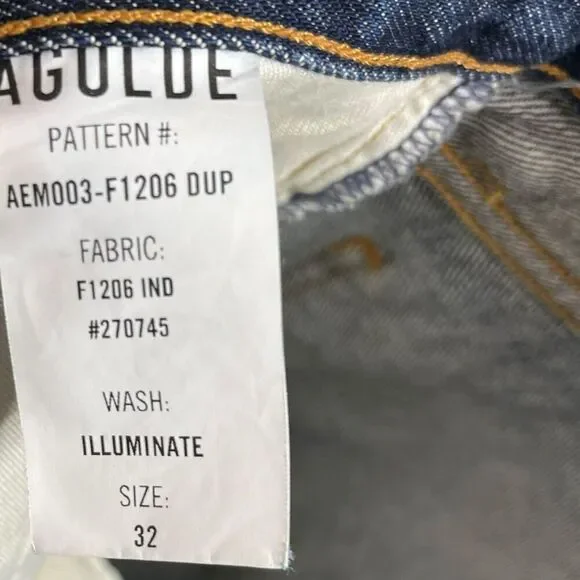 AGOLDE
PATTERN #:
AEM003-F1206 DUP
FABRIC:
F1206 IND
#270745
WASH:
ILLUMINATE
SIZE:
32